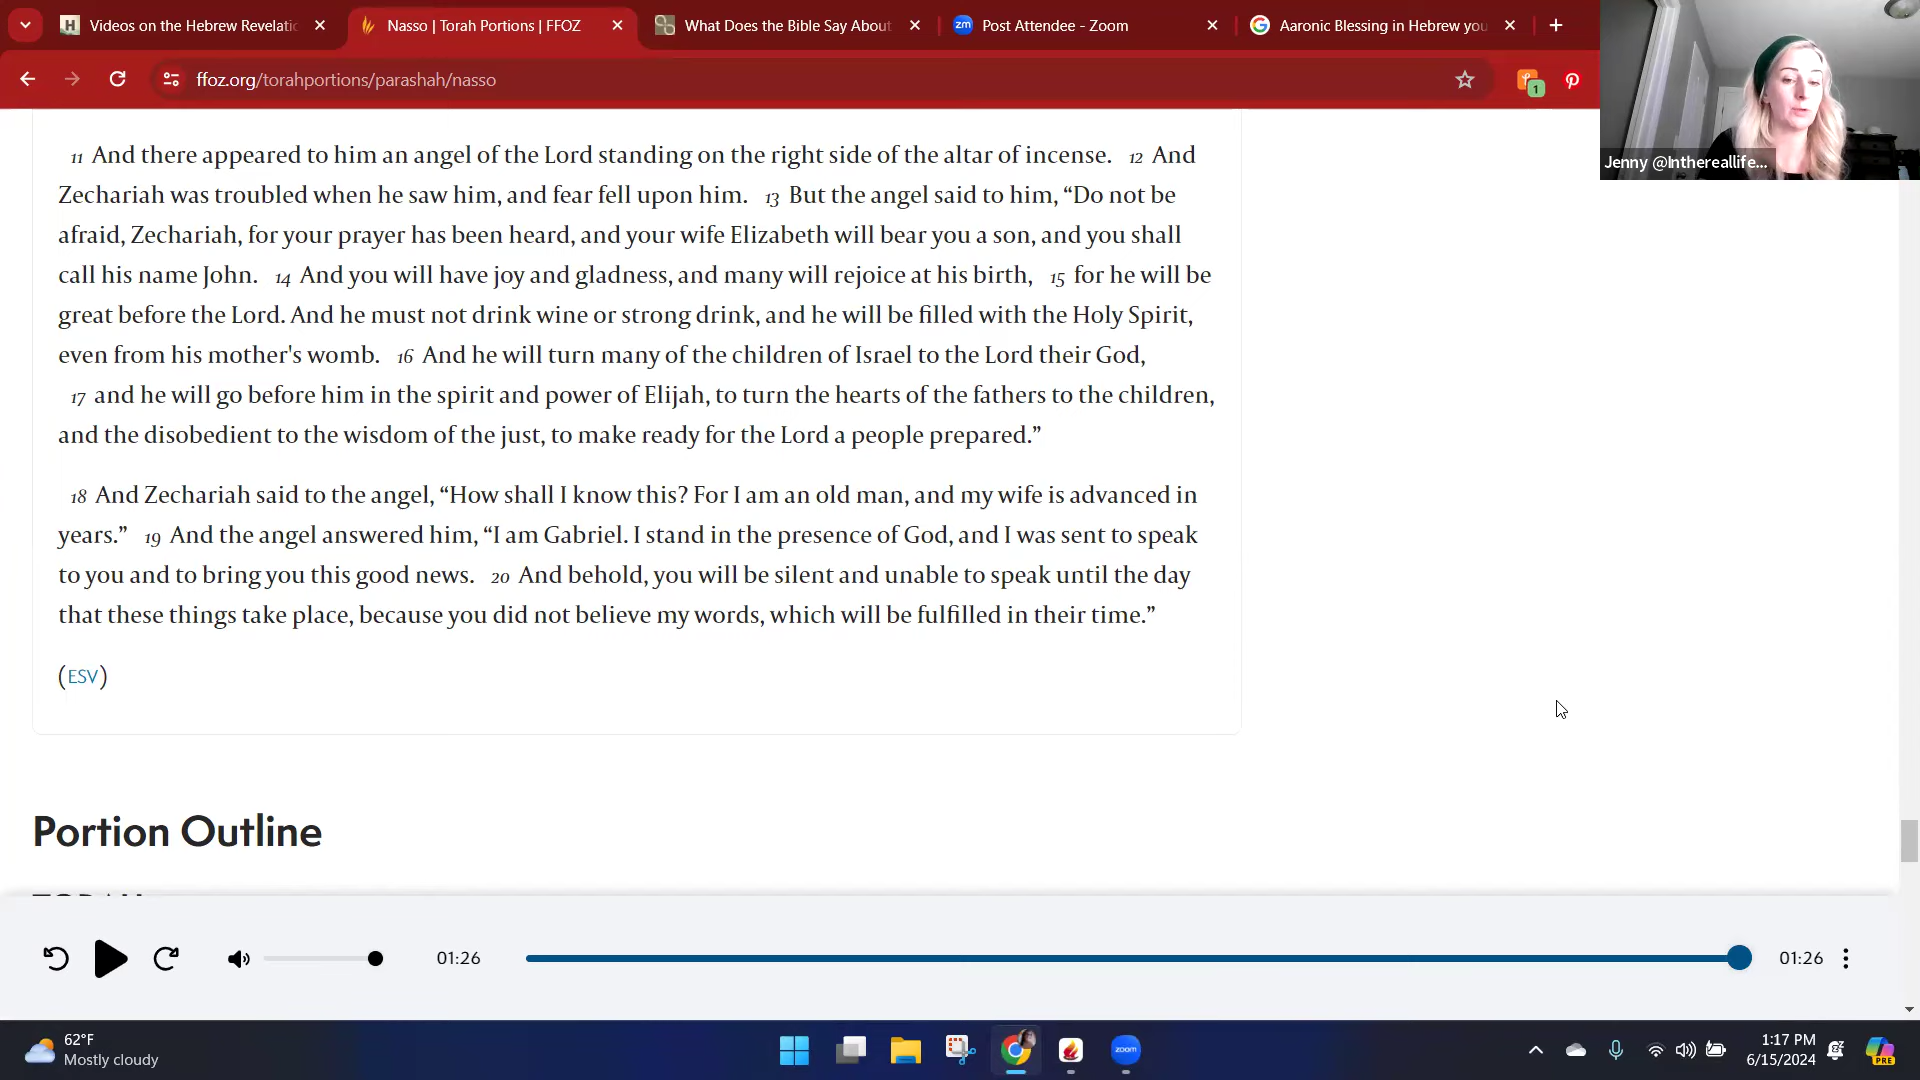 Videos on the Hebrew Revelatio
Nasso | Torah Portions | FFOZ
What Does the Bible Say About
Post Attendee - Zoom
Aaronic Blessing in Hebrew you
ffoz.org/torahportions/parashah/nasso
1
Jenny @Inthereallife...
11 And there appeared to him an angel of the Lord standing on the right side of the altar of incense. 12 And
Zechariah was troubled when he saw him, and fear fell upon him. 13 But the angel said to him, “Do not be
afraid, Zechariah, for your prayer has been heard, and your wife Elizabeth will bear you a son, and you shall
call his name John. 14 And you will have joy and gladness, and many will rejoice at his birth, 15 for he will be
great before the Lord. And he must not drink wine or strong drink, and he will be filled with the Holy Spirit,
even from his mother's womb. 16 And he will turn many of the children of Israel to the Lord their God,
17 and he will go before him in the spirit and power of Elijah, to turn the hearts of the fathers to the children,
and the disobedient to the wisdom of the just, to make ready for the Lord a people prepared.”
18 And Zechariah said to the angel, “How shall I know this? For I am an old man, and my wife is advanced in
years.” 19 And the angel answered him, “I am Gabriel. I stand in the presence of God, and I was sent to speak
to you and to bring you this good news. 20 And behold, you will be silent and unable to speak until the day
that these things take place, because you did not believe my words, which will be fulfilled in their time.”
(ESV)
Portion Outline
TORAH
01:26
01:26
62°F
Mostly cloudy
zoom
1:17 PM
6/15/2024
PRE